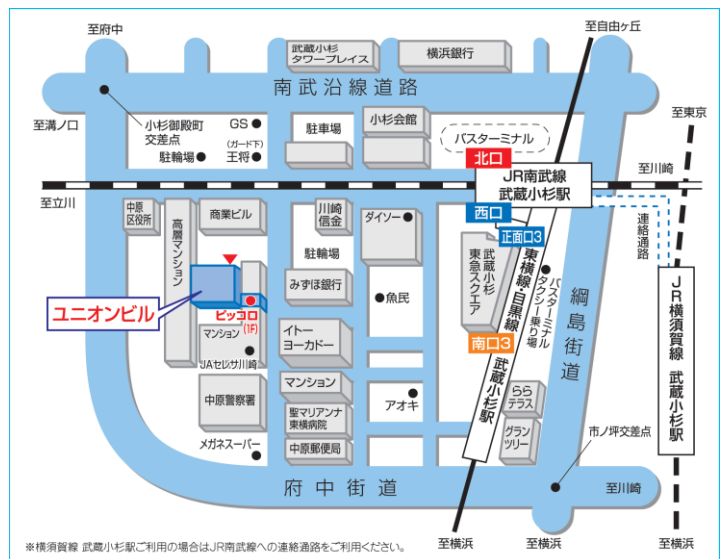 至府中
武蔵小杉
タワープレイス
横浜銀行
至自由ヶ丘
南武沿線道路
至東京
至溝ノ口
小杉御殿町
交差点
GS
(ガード下)
王将
駐輪場
駐車場
小杉会館
バスターミナル
北口
JR南武線
武蔵小杉駅
至川崎
至立川
西口
正面口3
連絡通路
中原
区役所
高層マンション
商業ビル
川崎
信金
ダイソー
武蔵小杉
東急スクエア
東横線・目黒線
武蔵小杉駅
バスターミナル
タクシー乗り場
綱島街道
JR横須賀線 武蔵小杉駅
駐輪場
みずほ銀行
魚民
ユニオンビル
ピッコロ
(1F)
マンション
JAセレサ川崎
イトー
ヨーカドー
南口3
中原警察署
マンション
アオキ
ららテラス
聖マリアンナ
東横病院
グラン
ツリー
市ノ坪交差点
メガネスーパー
中原郵便局
府中街道
至川崎
至横浜
至横浜
至横浜
※横須賀線 武蔵小杉駅ご利用の場合はJR南武線への連絡通路をご利用ください。